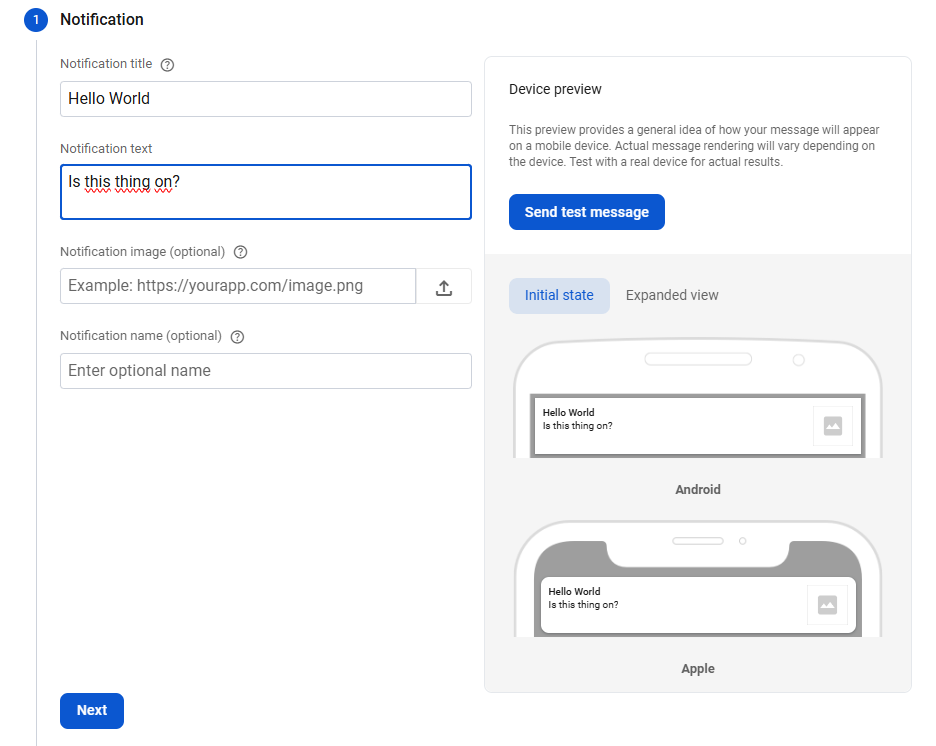 1 Notification
Notification title ?
Hello World
Notification text
Is this thing on?
Notification image (optional) ?
Example: https://yourapp.com/image.png
Notification name (optional) ?
Enter optional name
Next
Device preview
This preview provides a general idea of how your message will appear
on a mobile device. Actual message rendering will vary depending on
the device. Test with a real device for actual results.
Send test message
Initial state Expanded view
Hello World
Is this thing on?
Android
Hello World
Is this thing on?
Apple